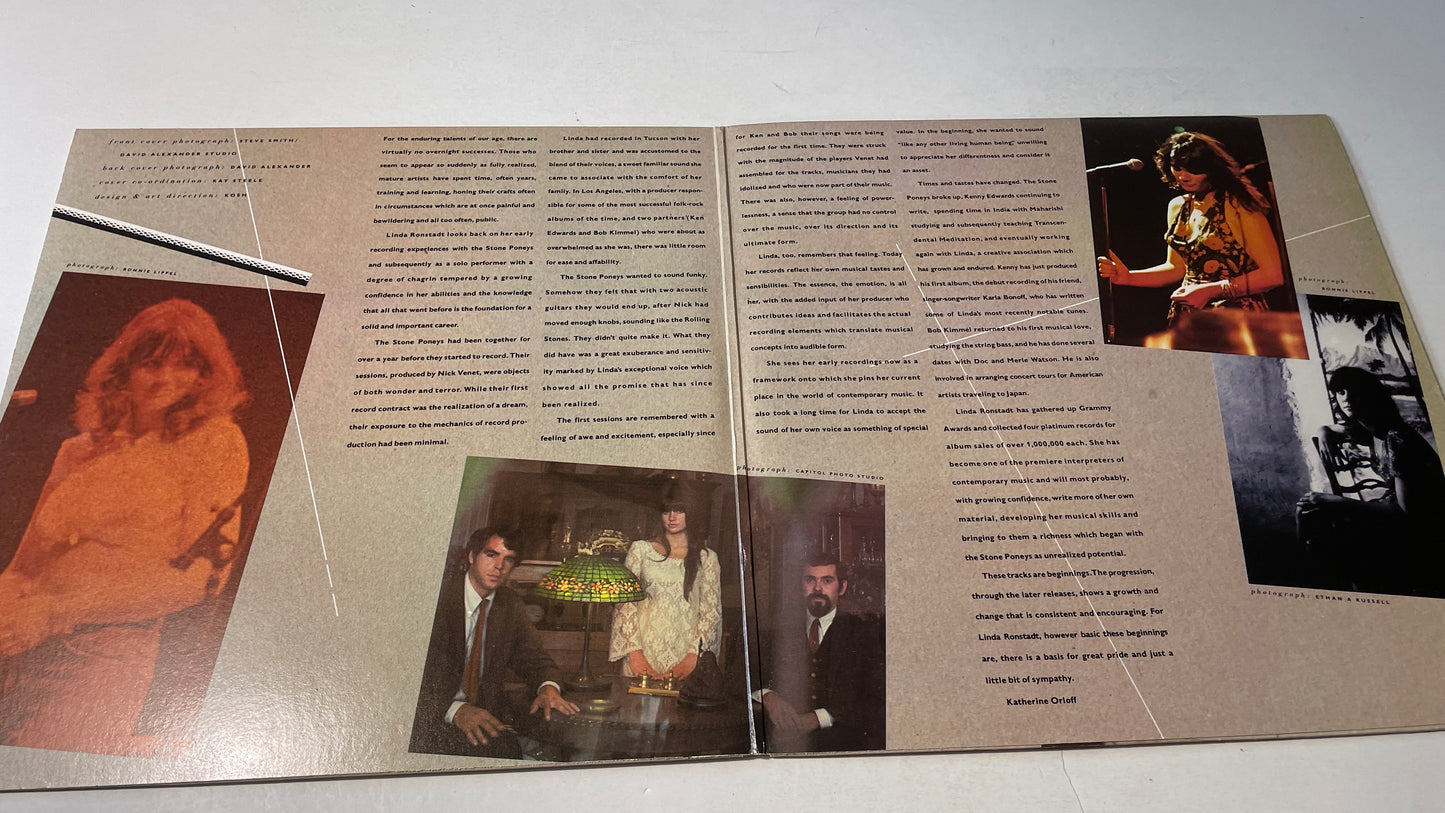 front cover photograph: STEVE SMITH;
DAVID ALEXANDER STUDIO
back cover photograph: DAVID ALEXANDER
cover co-ordination: KAY STEELE
design & art direction: KOSH
photograph: RONNIE LIPPEL
For the enduring talents of our age, there are
virtually no overnight successes. Those who
seem to appear so suddenly as fully realized,
mature artists have spent time, often years,
training and learning, honing their crafts often
in circumstances which are at once painful and
bewildering and all too often, public.
Linda Ronstadt looks back on her early
recording experiences with the Stone Poneys
and subsequently as a solo performer with a
degree of chagrin tempered by a growing
confidence in her abilities and the knowledge
that all that went before is the foundation for a
solid and important career.
The Stone Poneys had been together for
over a year before they started to record. Their
sessions, produced by Nick Venet, were objects
of both wonder and terror. While their first
record contract was the realization of a dream,
their exposure to the mechanics of record pro-
duction had been minimal.
Linda had recorded in Tucson with her
brother and sister and was accustomed to the
blend of their voices, a sweet familiar sound she
came to associate with the comfort of her
family. In Los Angeles, with a producer respon-
sible for some of the most successful folk-rock
albums of the time, and two partners (Ken
Edwards and Bob Kimmel) who were about as
overwhelmed as she was, there was little room
for ease and affability.
The Stone Poneys wanted to sound funky.
Somehow they felt that with two acoustic
guitars they would end up, after Nick had
moved enough knobs, sounding like the Rolling
Stones. They didn't quite make it. What they
did have was a great exuberance and sensitiv-
ity marked by Linda's exceptional voice which
showed all the promise that has since
been realized.
The first sessions are remembered with a
feeling of awe and excitement, especially since
for Ken and Bob their songs were being
recorded for the first time. They were struck
with the magnitude of the players Venet had
assembled for the tracks, musicians they had
idolized and who were now part of their music.
There was also, however, a feeling of power-
lessness, a sense that the group had no control
over the music, over its direction and its
ultimate form.
Linda, too, remembers that feeling. Today
her records reflect her own musical tastes and
sensibilities. The essence, the emotion, is all
her, with the added input of her producer who
contributes ideas and facilitates the actual
recording elements which translate musical
concepts into audible form.
She sees her early recordings now as a
framework onto which she pins her current
place in the world of contemporary music. It
also took a long time for Linda to accept the
sound of her own voice as something of special
value. In the beginning, she wanted to sound
"like any other living human being," unwilling
to appreciate her differentness and consider it
an asset.
Times and tastes have changed. The Stone
Poneys broke up, Kenny Edwards continuing to
write, spending time in India with Maharishi
studying and subsequently teaching Transcen-
dental Meditation, and eventually working
again with Linda, a creative association which
has grown and endured. Kenny has just produced
his first album, the debut recording of his friend,
singer-songwriter Karla Bonoff, who has written
some of Linda's most recently notable tunes.
Bob Kimmel returned to his first musical love,
studying the string bass, and he has done several
dates with Doc and Merle Watson. He is also
involved in arranging concert tours for American
artists traveling to Japan.
Linda Ronstadt has gathered up Grammy
Awards and collected four platinum records for
album sales of over 1,000,000 each. She has
become one of the premiere interpreters of
contemporary music and will most probably,
with growing confidence, write more of her own
material, developing her musical skills and
bringing to them a richness which began with
the Stone Poneys as unrealized potential.
These tracks are beginnings. The progression,
through the later releases, shows a growth and
change that is consistent and encouraging. For
Linda Ronstadt, however basic these beginnings
are, there is a basis for great pride and just a
little bit of sympathy.
Katherine Orloff
photograph: CAPITOL PHOTO STUDIO
photograph:
RONNIE LIPPEL
photograph: ETHAN A RUSSELL